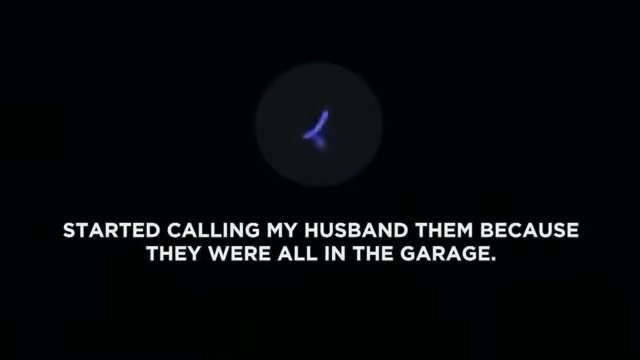 STARTED CALLING MY HUSBAND THEM BECAUSE
THEY WERE ALL IN THE GARAGE.